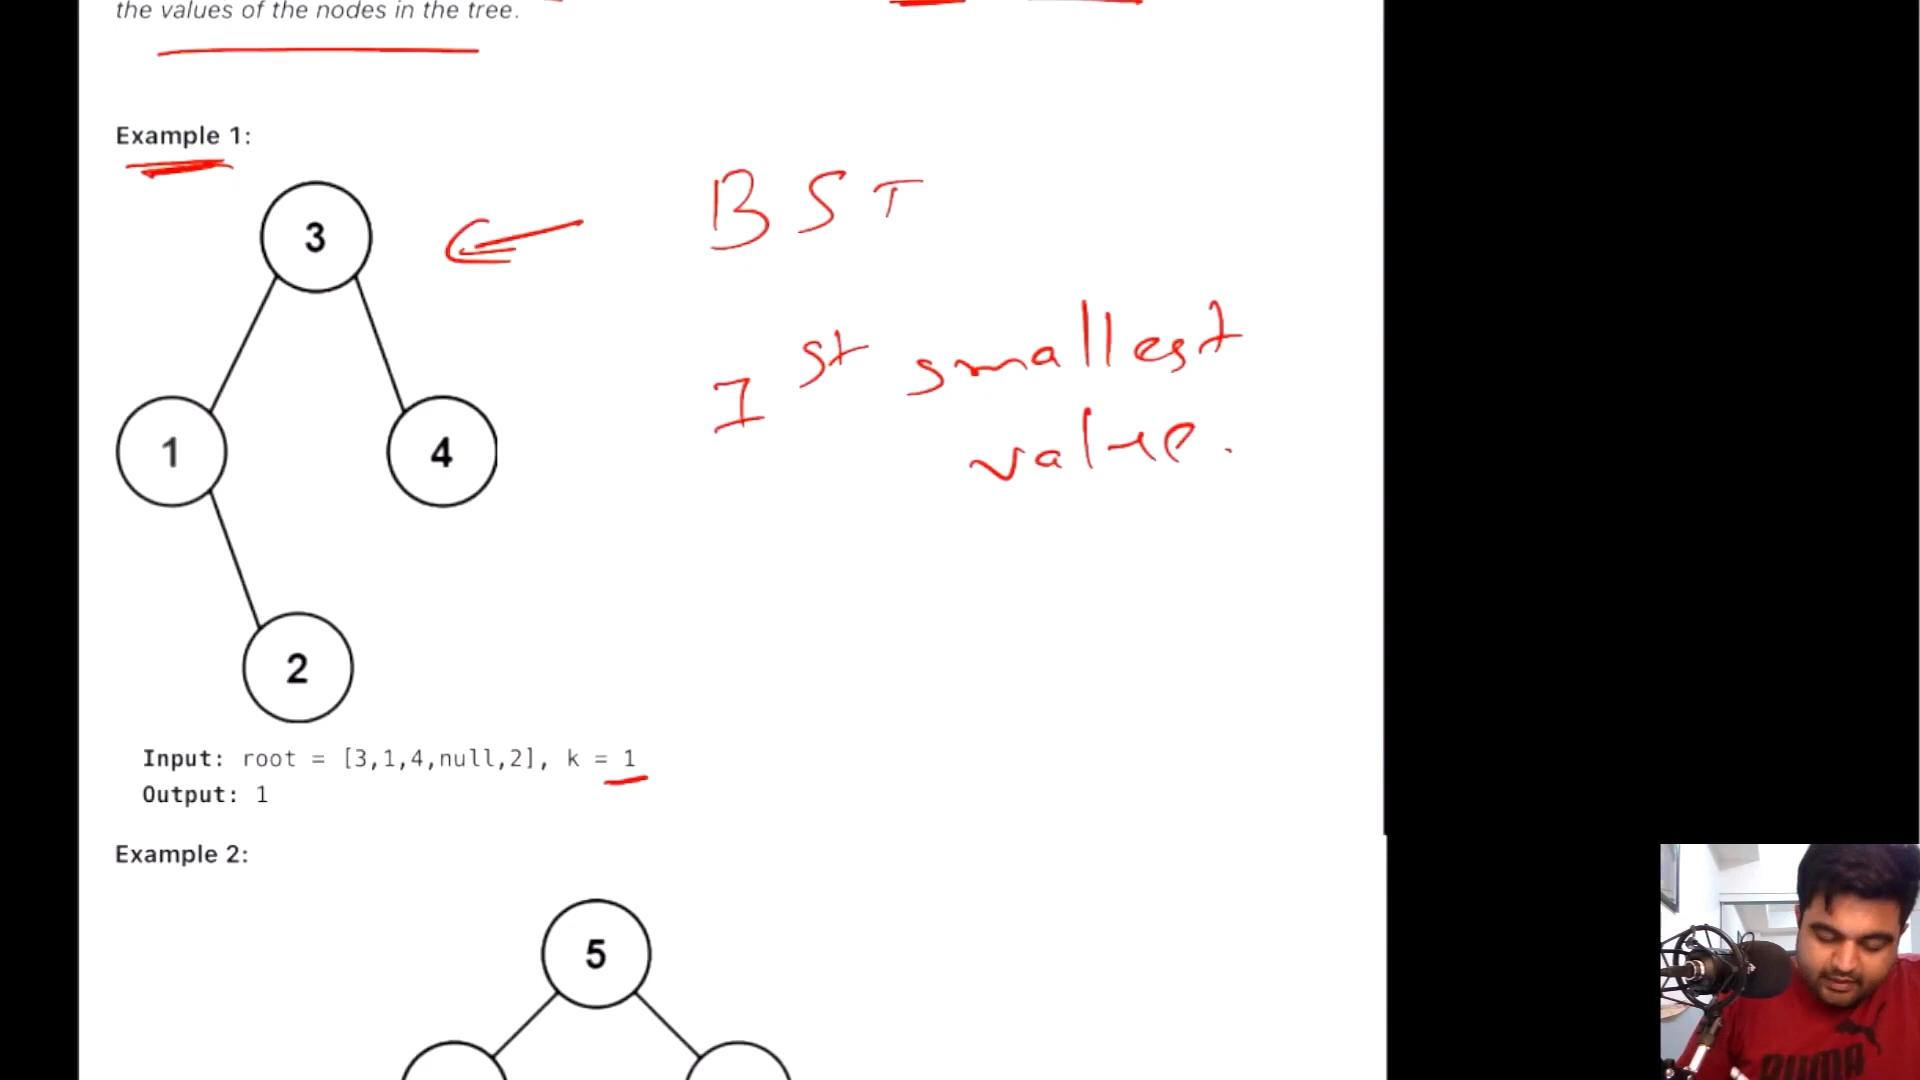 the values of the nodes in the tree.
Example 1:
3
BST
1
4
1st smallest
value.
2
Input: root = [3,1,4,null,2], k = 1
Output: 1
Example 2:
5
PUMA